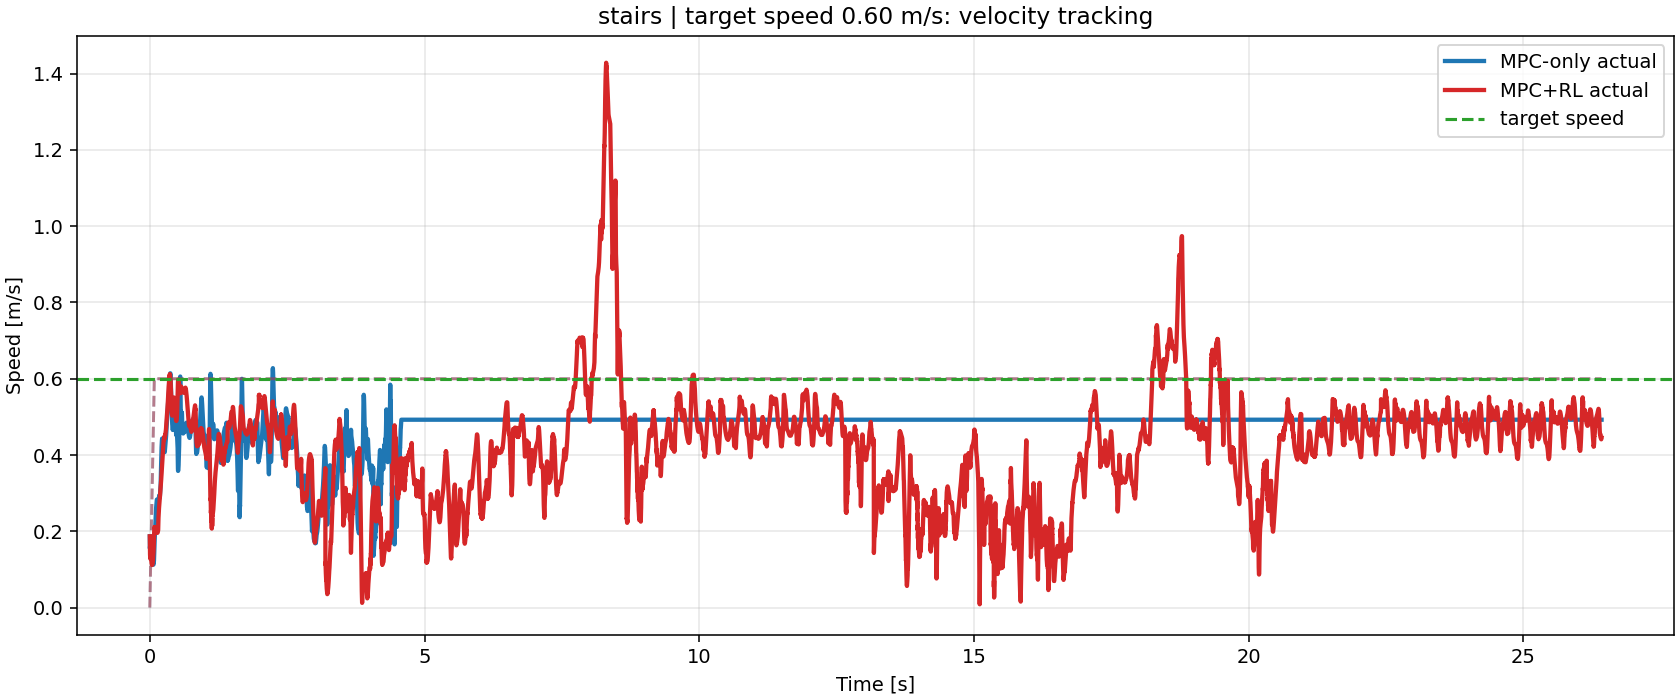 stairs | target speed 0.60 m/s: velocity tracking
MPC-only actual
MPC+RL actual
target speed
Speed [m/s]
1.4
1.2
1.0
0.8
0.6
0.4
0.2
0.0
0
5
10
15
20
25
Time [s]